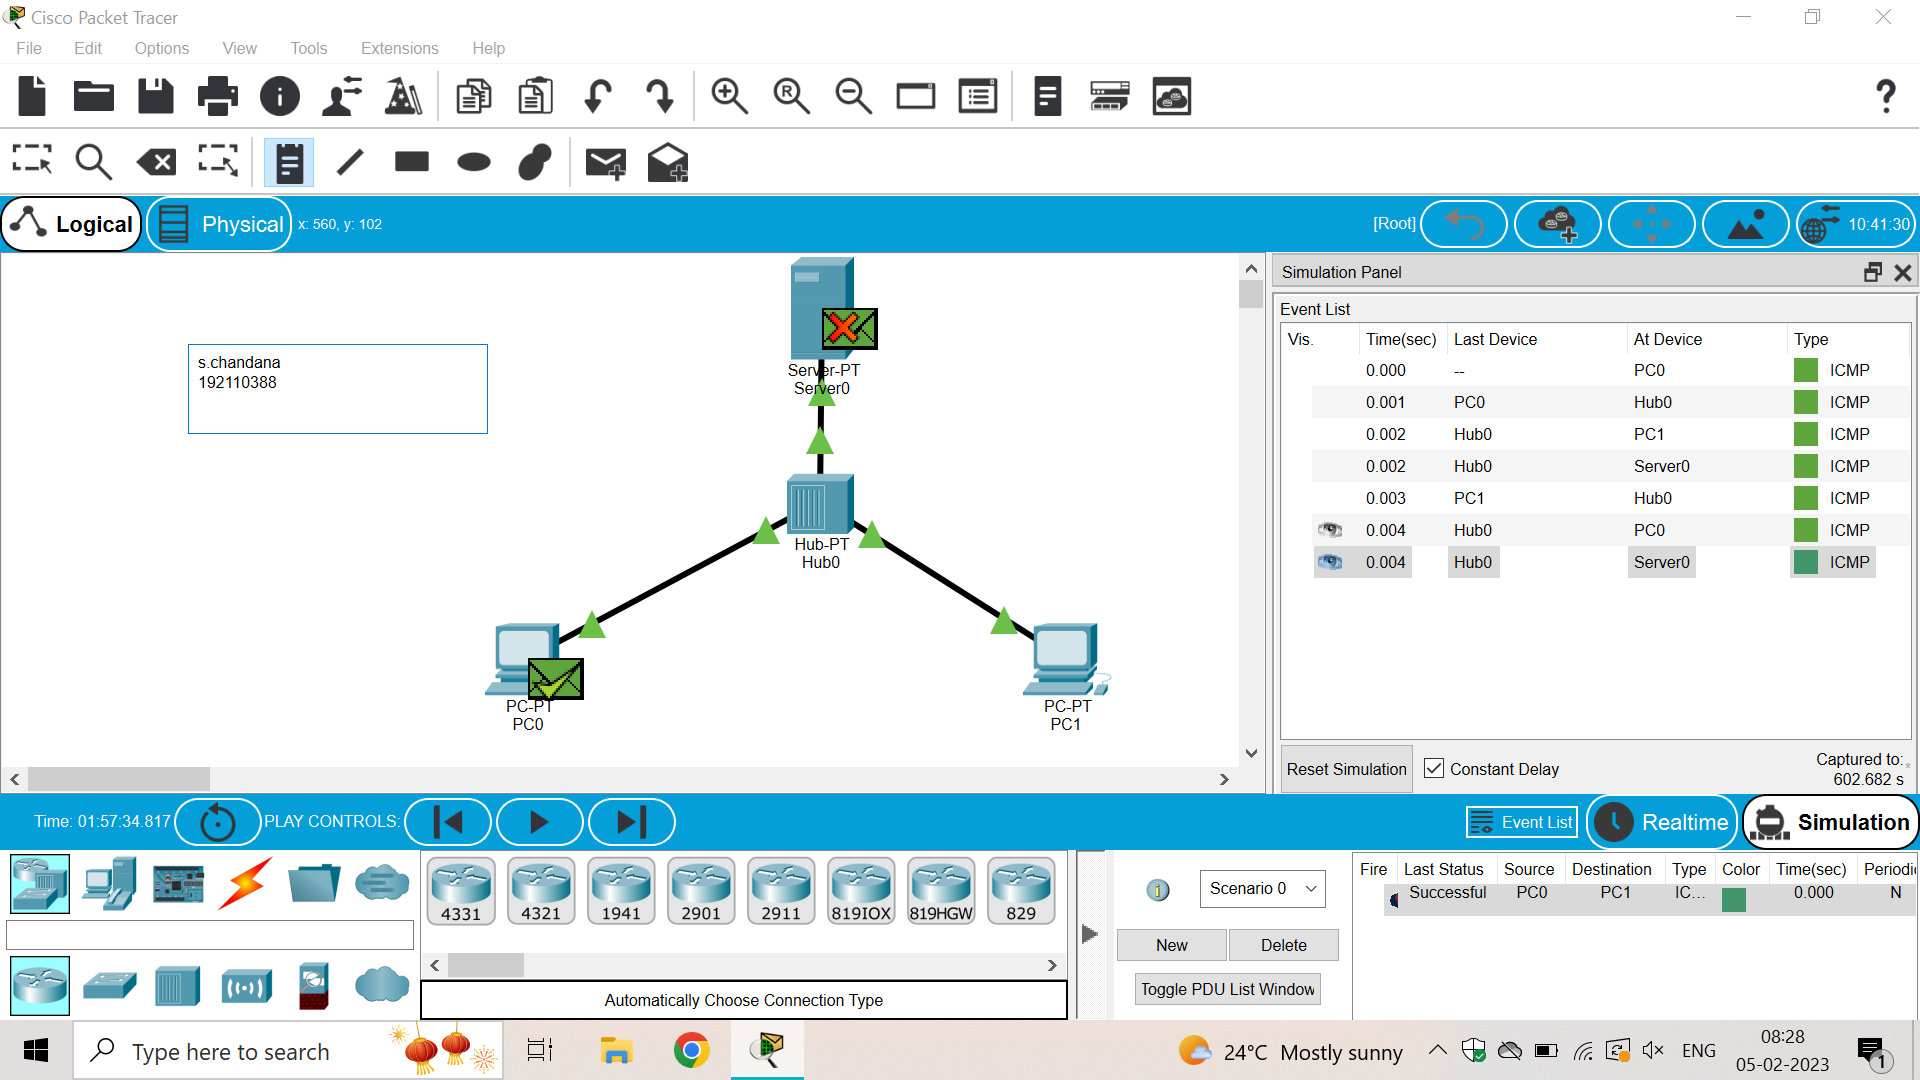 Cisco Packet Tracer
File Edit Options View Tools Extensions Help
Logical Physical x: 560, y: 102 [Root] 10:41:30
s.chandana
192110388
Server-PT
Server0
Hub-PT
Hub0
PC-PT
PC0
PC-PT
PC1
Simulation Panel
Event List
Vis. Time(sec) Last Device At Device Type
0.000 -- PC0 ICMP
0.001 PC0 Hub0 ICMP
0.002 Hub0 PC1 ICMP
0.002 Hub0 Server0 ICMP
0.003 PC1 Hub0 ICMP
0.004 Hub0 PC0 ICMP
0.004 Hub0 Server0 ICMP
Reset Simulation Constant Delay Captured to:*
602.682 s
Time: 01:57:34.817 PLAY CONTROLS: Event List Realtime Simulation
4331 4321 1941 2901 2911 819IOX 819HGW 829
Automatically Choose Connection Type
Scenario 0
New Delete
Toggle PDU List Window
Fire Last Status Source Destination Type Color Time(sec) Periodi
Successful PC0 PC1 IC... 0.000 N
Type here to search
24°C Mostly sunny ENG 08:28
05-02-2023
1